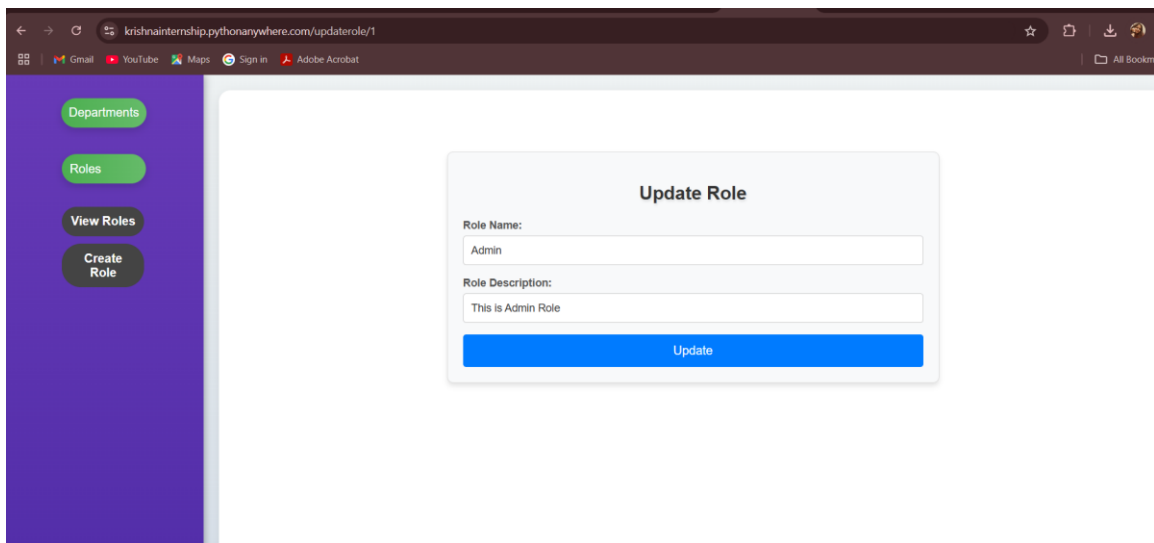 krishnainternship.pythonanywhere.com/updaterole/1
Gmail YouTube Maps Sign in Adobe Acrobat All Bookm
Departments
Roles
View Roles
Create
Role
Update Role
Role Name:
Admin
Role Description:
This is Admin Role
Update